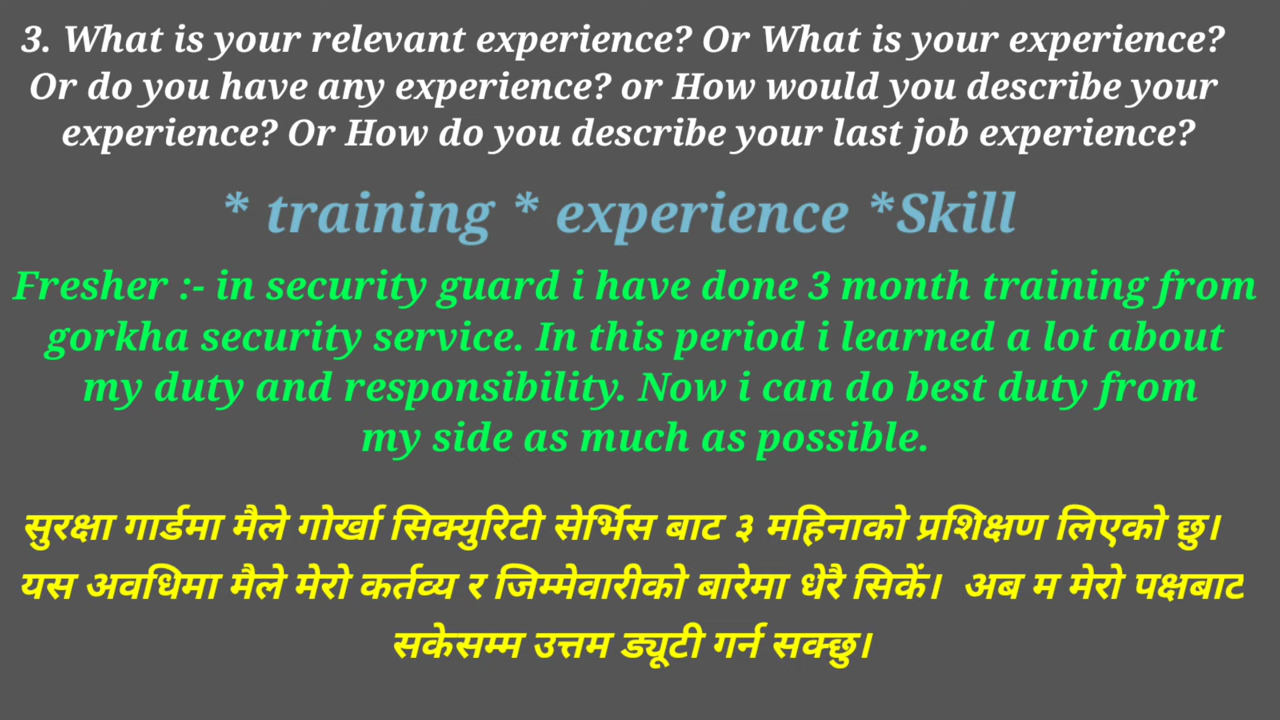 3. What is your relevant experience? Or What is your experience?
Or do you have any experience? or How would you describe your
experience? Or How do you describe your last job experience?
* training * experience *Skill
Fresher :- in security guard i have done 3 month training from
gorkha security service. In this period i learned a lot about
my duty and responsibility. Now i can do best duty from
my side as much as possible.
सुरक्षा गार्डमा मैले गोर्खा सिक्युरिटी सेर्भिस बाट ३ महिनाको प्रशिक्षण लिएको छु।
यस अवधिमा मैले मेरो कर्तव्य र जिम्मेवारीको बारेमा धेरै सिकें। अब म मेरो पक्षबाट
सकेसम्म उत्तम ड्यूटी गर्न सक्छु।